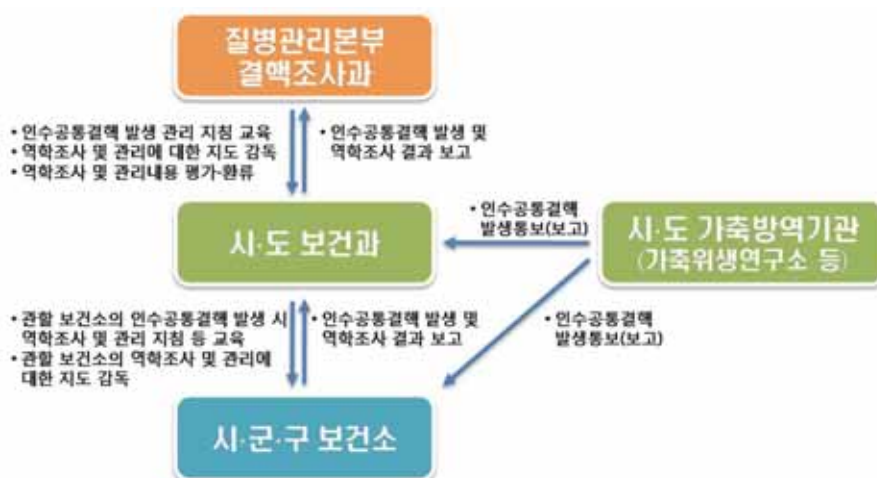 질병관리본부
결핵조사과
• 인수공통결핵 발생 관리 지침 교육
• 역학조사 및 관리에 대한 지도 감독
• 역학조사 및 관리내용 평가·환류
• 인수공통결핵 발생 및
역학조사 결과 보고
• 인수공통결핵
발생통보(보고)
시·도 보건과
시·도 가축방역기관
(가축위생연구소 등)
• 관할 보건소의 인수공통결핵 발생 시
역학조사 및 관리 지침 등 교육
• 관할 보건소의 역학조사 및 관리에
대한 지도 감독
• 인수공통결핵 발생 및
역학조사 결과 보고
• 인수공통결핵
발생통보(보고)
시·군·구 보건소